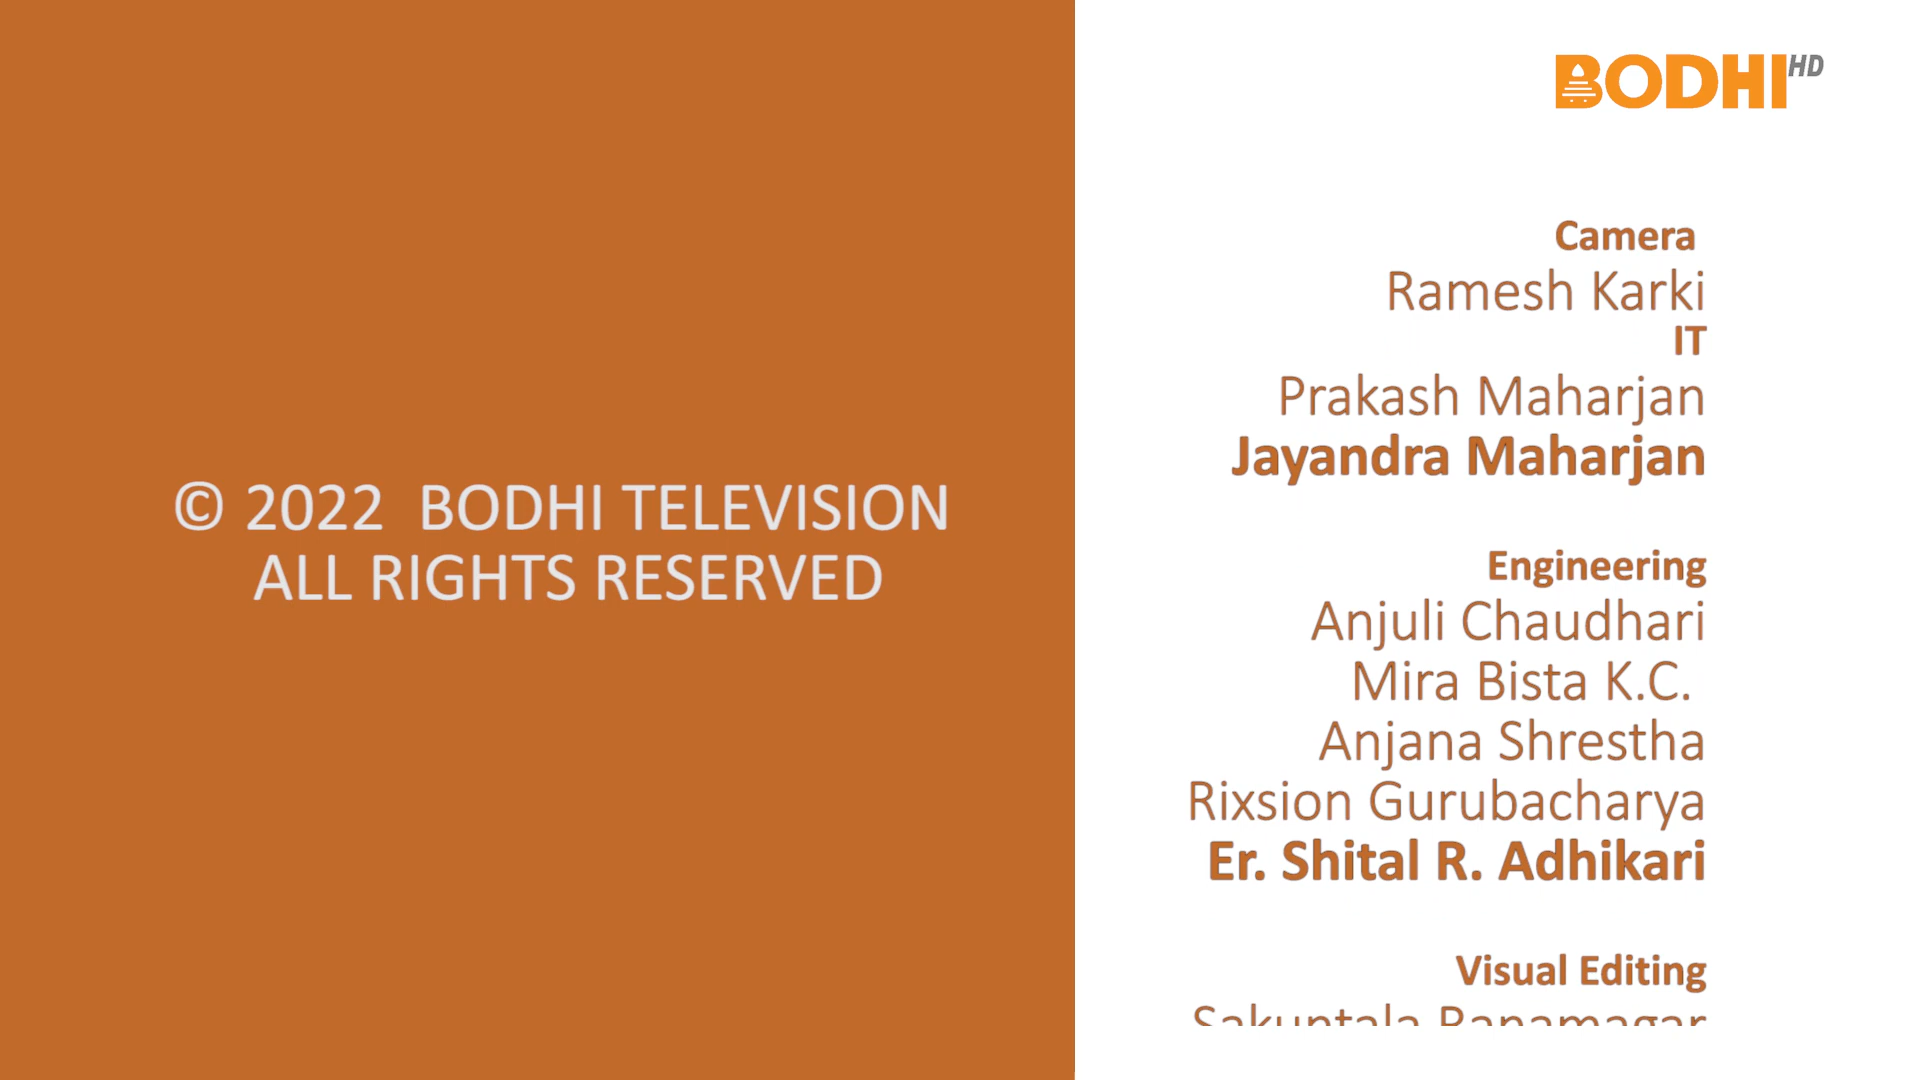 © 2022 BODHI TELEVISION
ALL RIGHTS RESERVED
BODHI HD
Camera
Ramesh Karki
IT
Prakash Maharjan
Jayandra Maharjan
Engineering
Anjuli Chaudhari
Mira Bista K.C.
Anjana Shrestha
Rixsion Gurubacharya
Er. Shital R. Adhikari
Visual Editing
Sakuntala